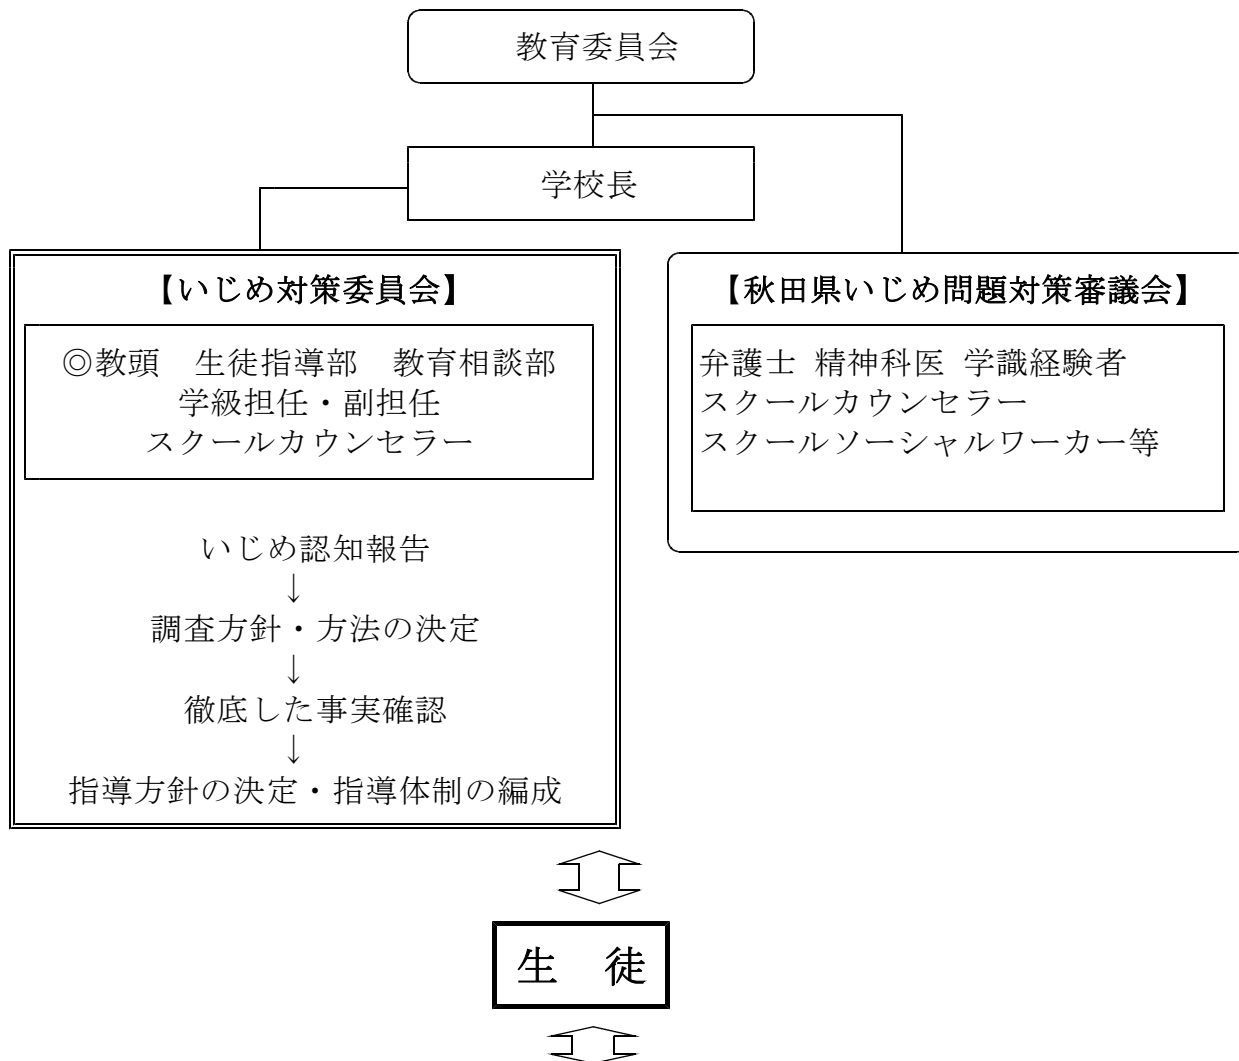 教育委員会
学校長
【いじめ対策委員会】
◎教頭　生徒指導部　教育相談部
学級担任・副担任
スクールカウンセラー
いじめ認知報告
↓
調査方針・方法の決定
↓
徹底した事実確認
↓
指導方針の決定・指導体制の編成
【秋田県いじめ問題対策審議会】
弁護士 精神科医 学識経験者
スクールカウンセラー
スクールソーシャルワーカー等
生　徒